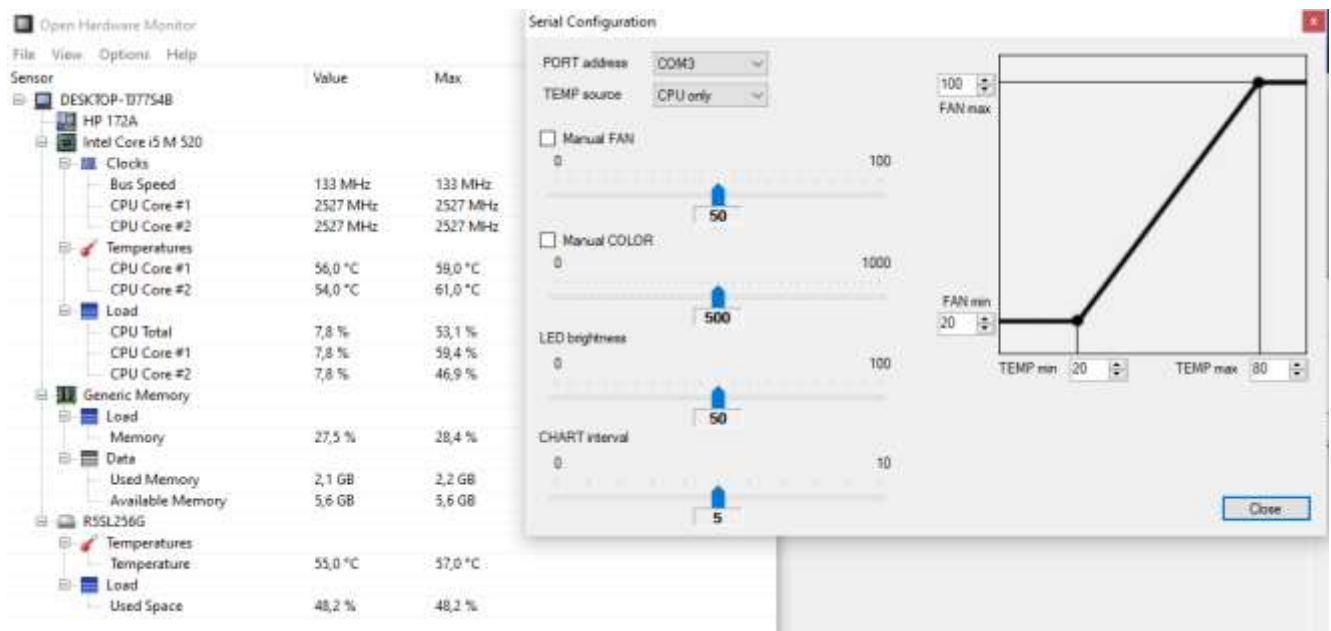 Open Hardware Monitor
File View Options Help
Sensor Value Max
DESKTOP-TJ77S4B
HP 172A
Intel Core i5 M 520
Clocks
Bus Speed 133 MHz 133 MHz
CPU Core #1 2527 MHz 2527 MHz
CPU Core #2 2527 MHz 2527 MHz
Temperatures
CPU Core #1 56,0 °C 59,0 °C
CPU Core #2 54,0 °C 61,0 °C
Load
CPU Total 7,8 % 53,1 %
CPU Core #1 7,8 % 59,4 %
CPU Core #2 7,8 % 46,9 %
Generic Memory
Load
Memory 27,5 % 28,4 %
Data
Used Memory 2,1 GB 2,2 GB
Available Memory 5,6 GB 5,6 GB
R5SL256G
Temperatures
Temperature 55,0 °C 57,0 °C
Load
Used Space 48,2 % 48,2 %
Serial Configuration
x
PORT address COM3
TEMP source CPU only
Manual FAN
0 100
50
Manual COLOR
0 1000
500
LED brightness
0 100
50
CHART interval
0 10
5
100
FAN max
FAN min
20
TEMP min 20 TEMP max 80
Close